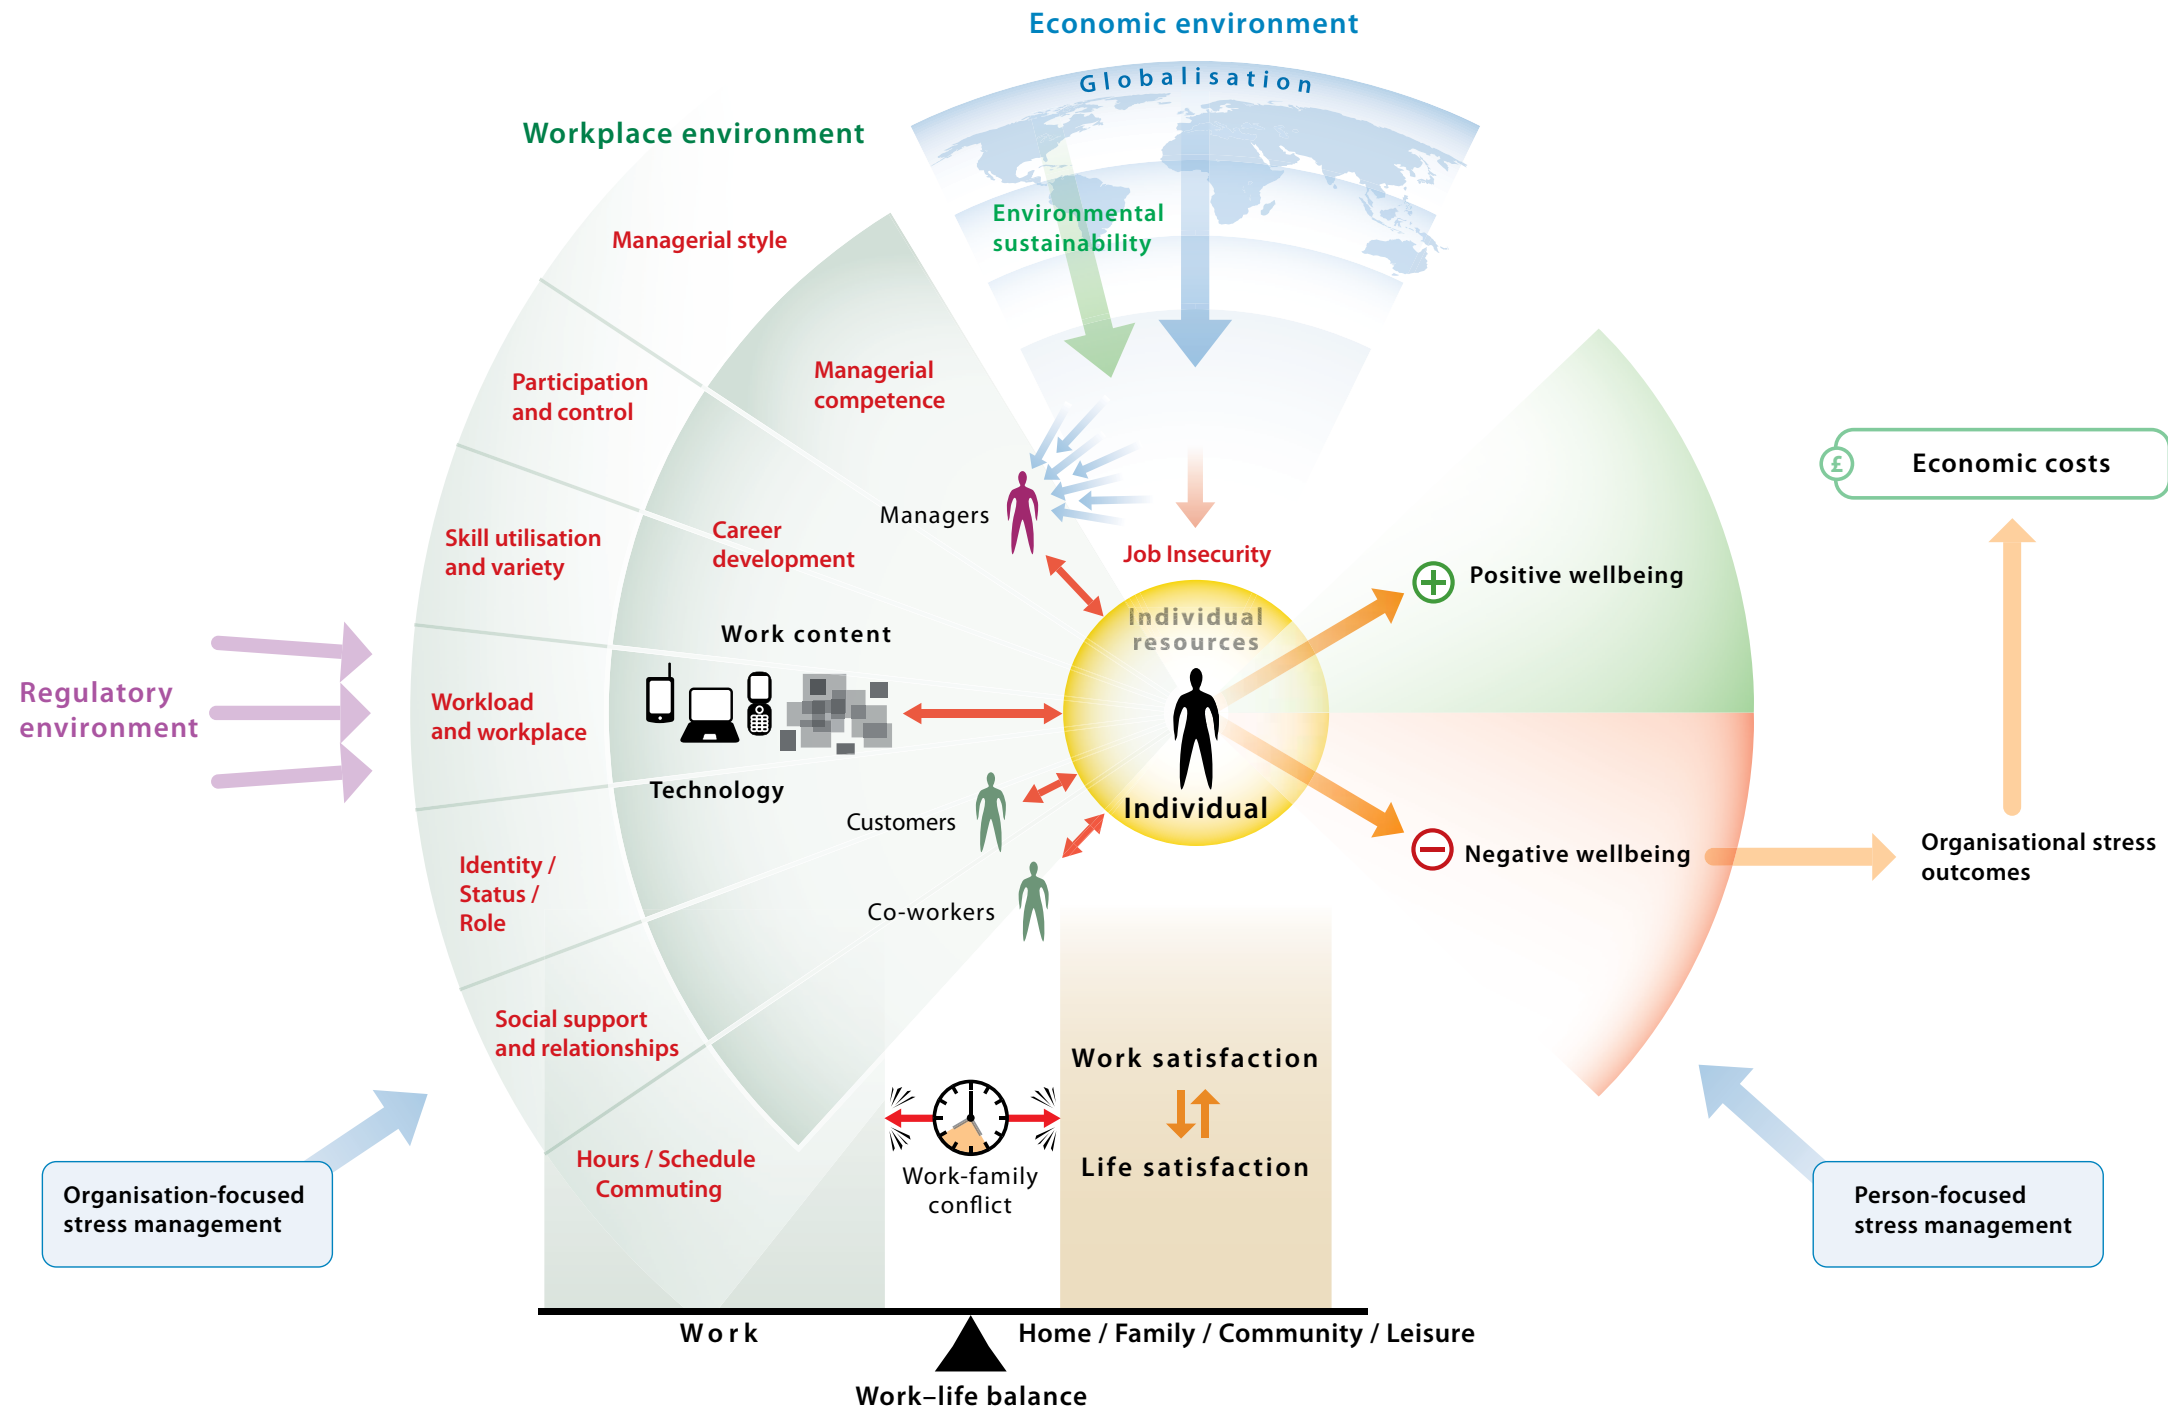 Economic environment
Globalisation
Workplace environment
Environmental
sustainability
Managerial style
Managerial
competence
Participation
and control
Economic costs
£
Managers
Career
development
Skill utilisation
and variety
Job Insecurity
Positive wellbeing
Individual
resources
Work content
Regulatory
environment
Workload
and workplace
Technology
Individual
Customers
Negative wellbeing
Organisational stress
outcomes
Identity /
Status /
Role
Co-workers
Social support
and relationships
Work satisfaction
Life satisfaction
Hours / Schedule
Commuting
Work-family
conflict
Organisation-focused
stress management
Person-focused
stress management
Work
Home / Family / Community / Leisure
Work–life balance